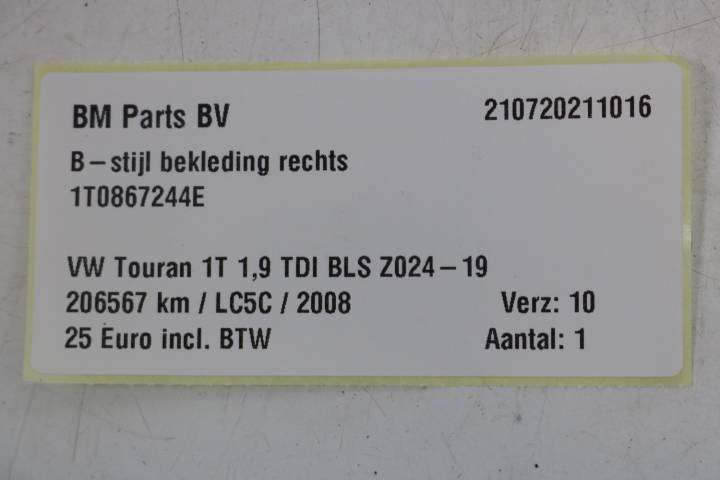 BM Parts BV 210720211016
B-stijl bekleding rechts
1T0867244E
VW Touran 1T 1,9 TDI BLS Z024-19
206567 km / LC5C / 2008 Verz: 10
25 Euro incl. BTW Aantal: 1